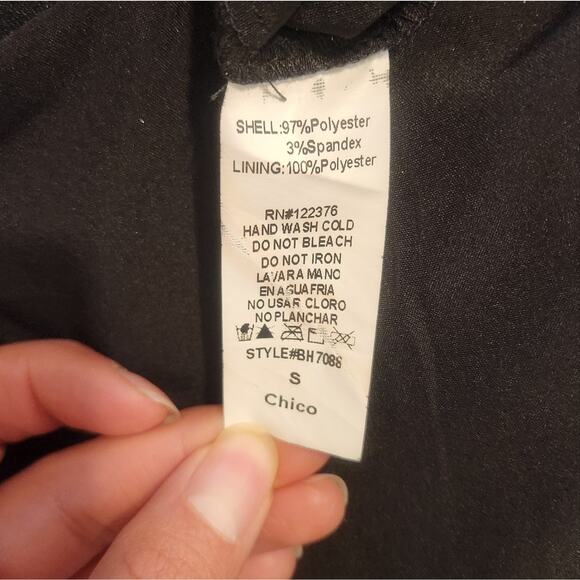 SHELL:97%Polyester
3%Spandex
LINING:100%Polyester
RN#122376
HAND WASH COLD
DO NOT BLEACH
DO NOT IRON
LAVAR A MANO
EN AGUA FRIA
NO USAR CLORO
NO PLANCHAR
STYLE#BH7088
S
Chico